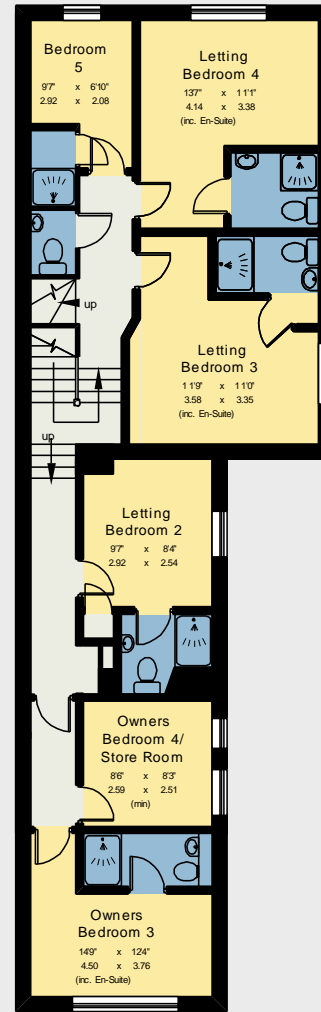 Bedroom
5
9'7" x 6'10"
2.92 x 2.08
Letting
Bedroom 4
13'7" x 11'1"
4.14 x 3.38
(inc. En-Suite)
up
Letting
Bedroom 3
11'9" x 11'0"
3.58 x 3.35
(inc. En-Suite)
up
Letting
Bedroom 2
9'7" x 8'4"
2.92 x 2.54
Owners
Bedroom 4/
Store Room
8'6" x 8'3"
2.59 x 2.51
(min)
Owners
Bedroom 3
14'9" x 12'4"
4.50 x 3.76
(inc. En-Suite)